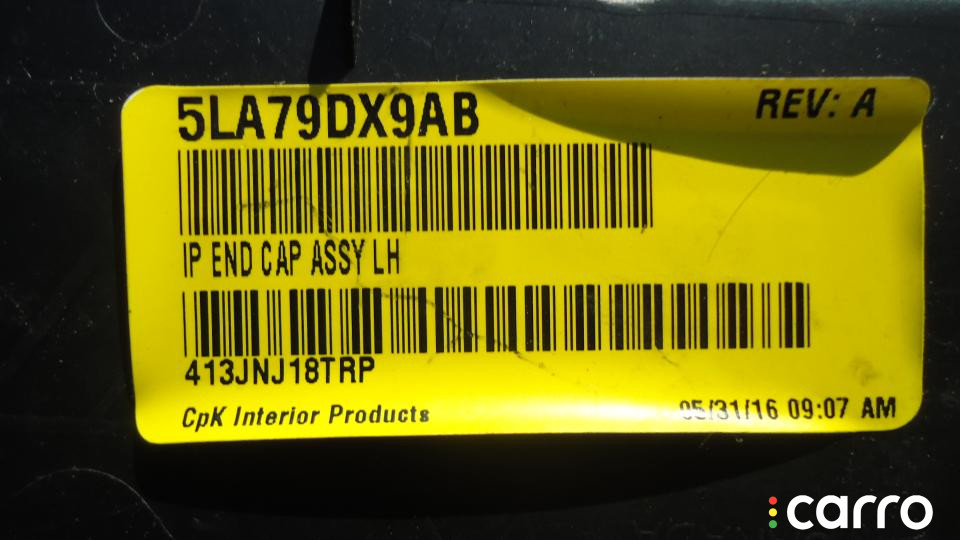 5LA79DX9AB
REV: A
IP END CAP ASSY LH
413JNJ18TRP
CpK Interior Products
05/31/16 09:07 AM
carro